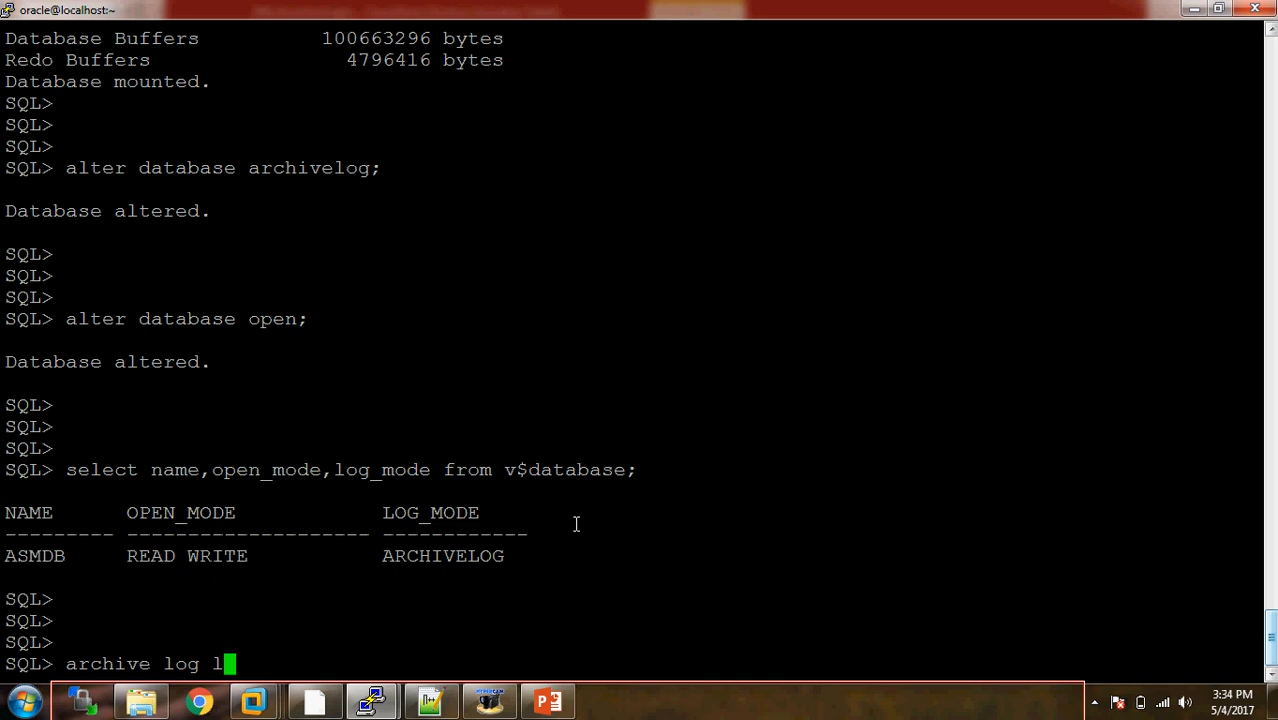 oracle@localhost:~
Database Buffers 100663296 bytes
Redo Buffers 4796416 bytes
Database mounted.
SQL>
SQL>
SQL>
SQL> alter database archivelog;
Database altered.
SQL>
SQL>
SQL>
SQL> alter database open;
Database altered.
SQL>
SQL>
SQL>
SQL> select name,open_mode,log_mode from v$database;
NAME OPEN_MODE LOG_MODE
--------- -------------------- ------------
ASMDB READ WRITE ARCHIVELOG
SQL>
SQL>
SQL>
SQL> archive log l
3:34 PM
5/4/2017